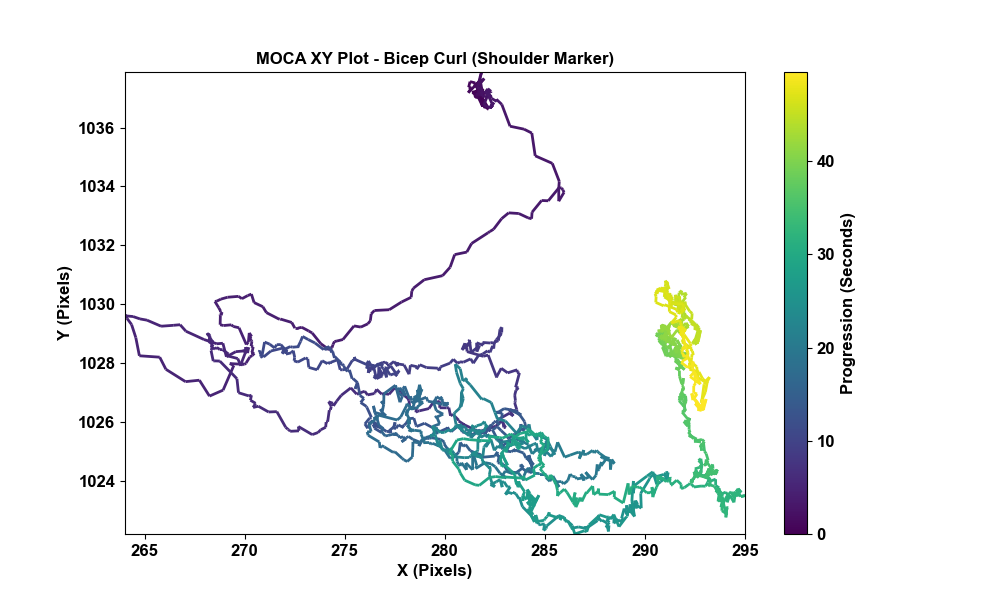 MOCA XY Plot - Bicep Curl (Shoulder Marker)
Y (Pixels)
1036
1034
1032
1030
1028
1026
1024
265 270 275 280 285 290 295
X (Pixels)
40
30
20
10
0
Progression (Seconds)